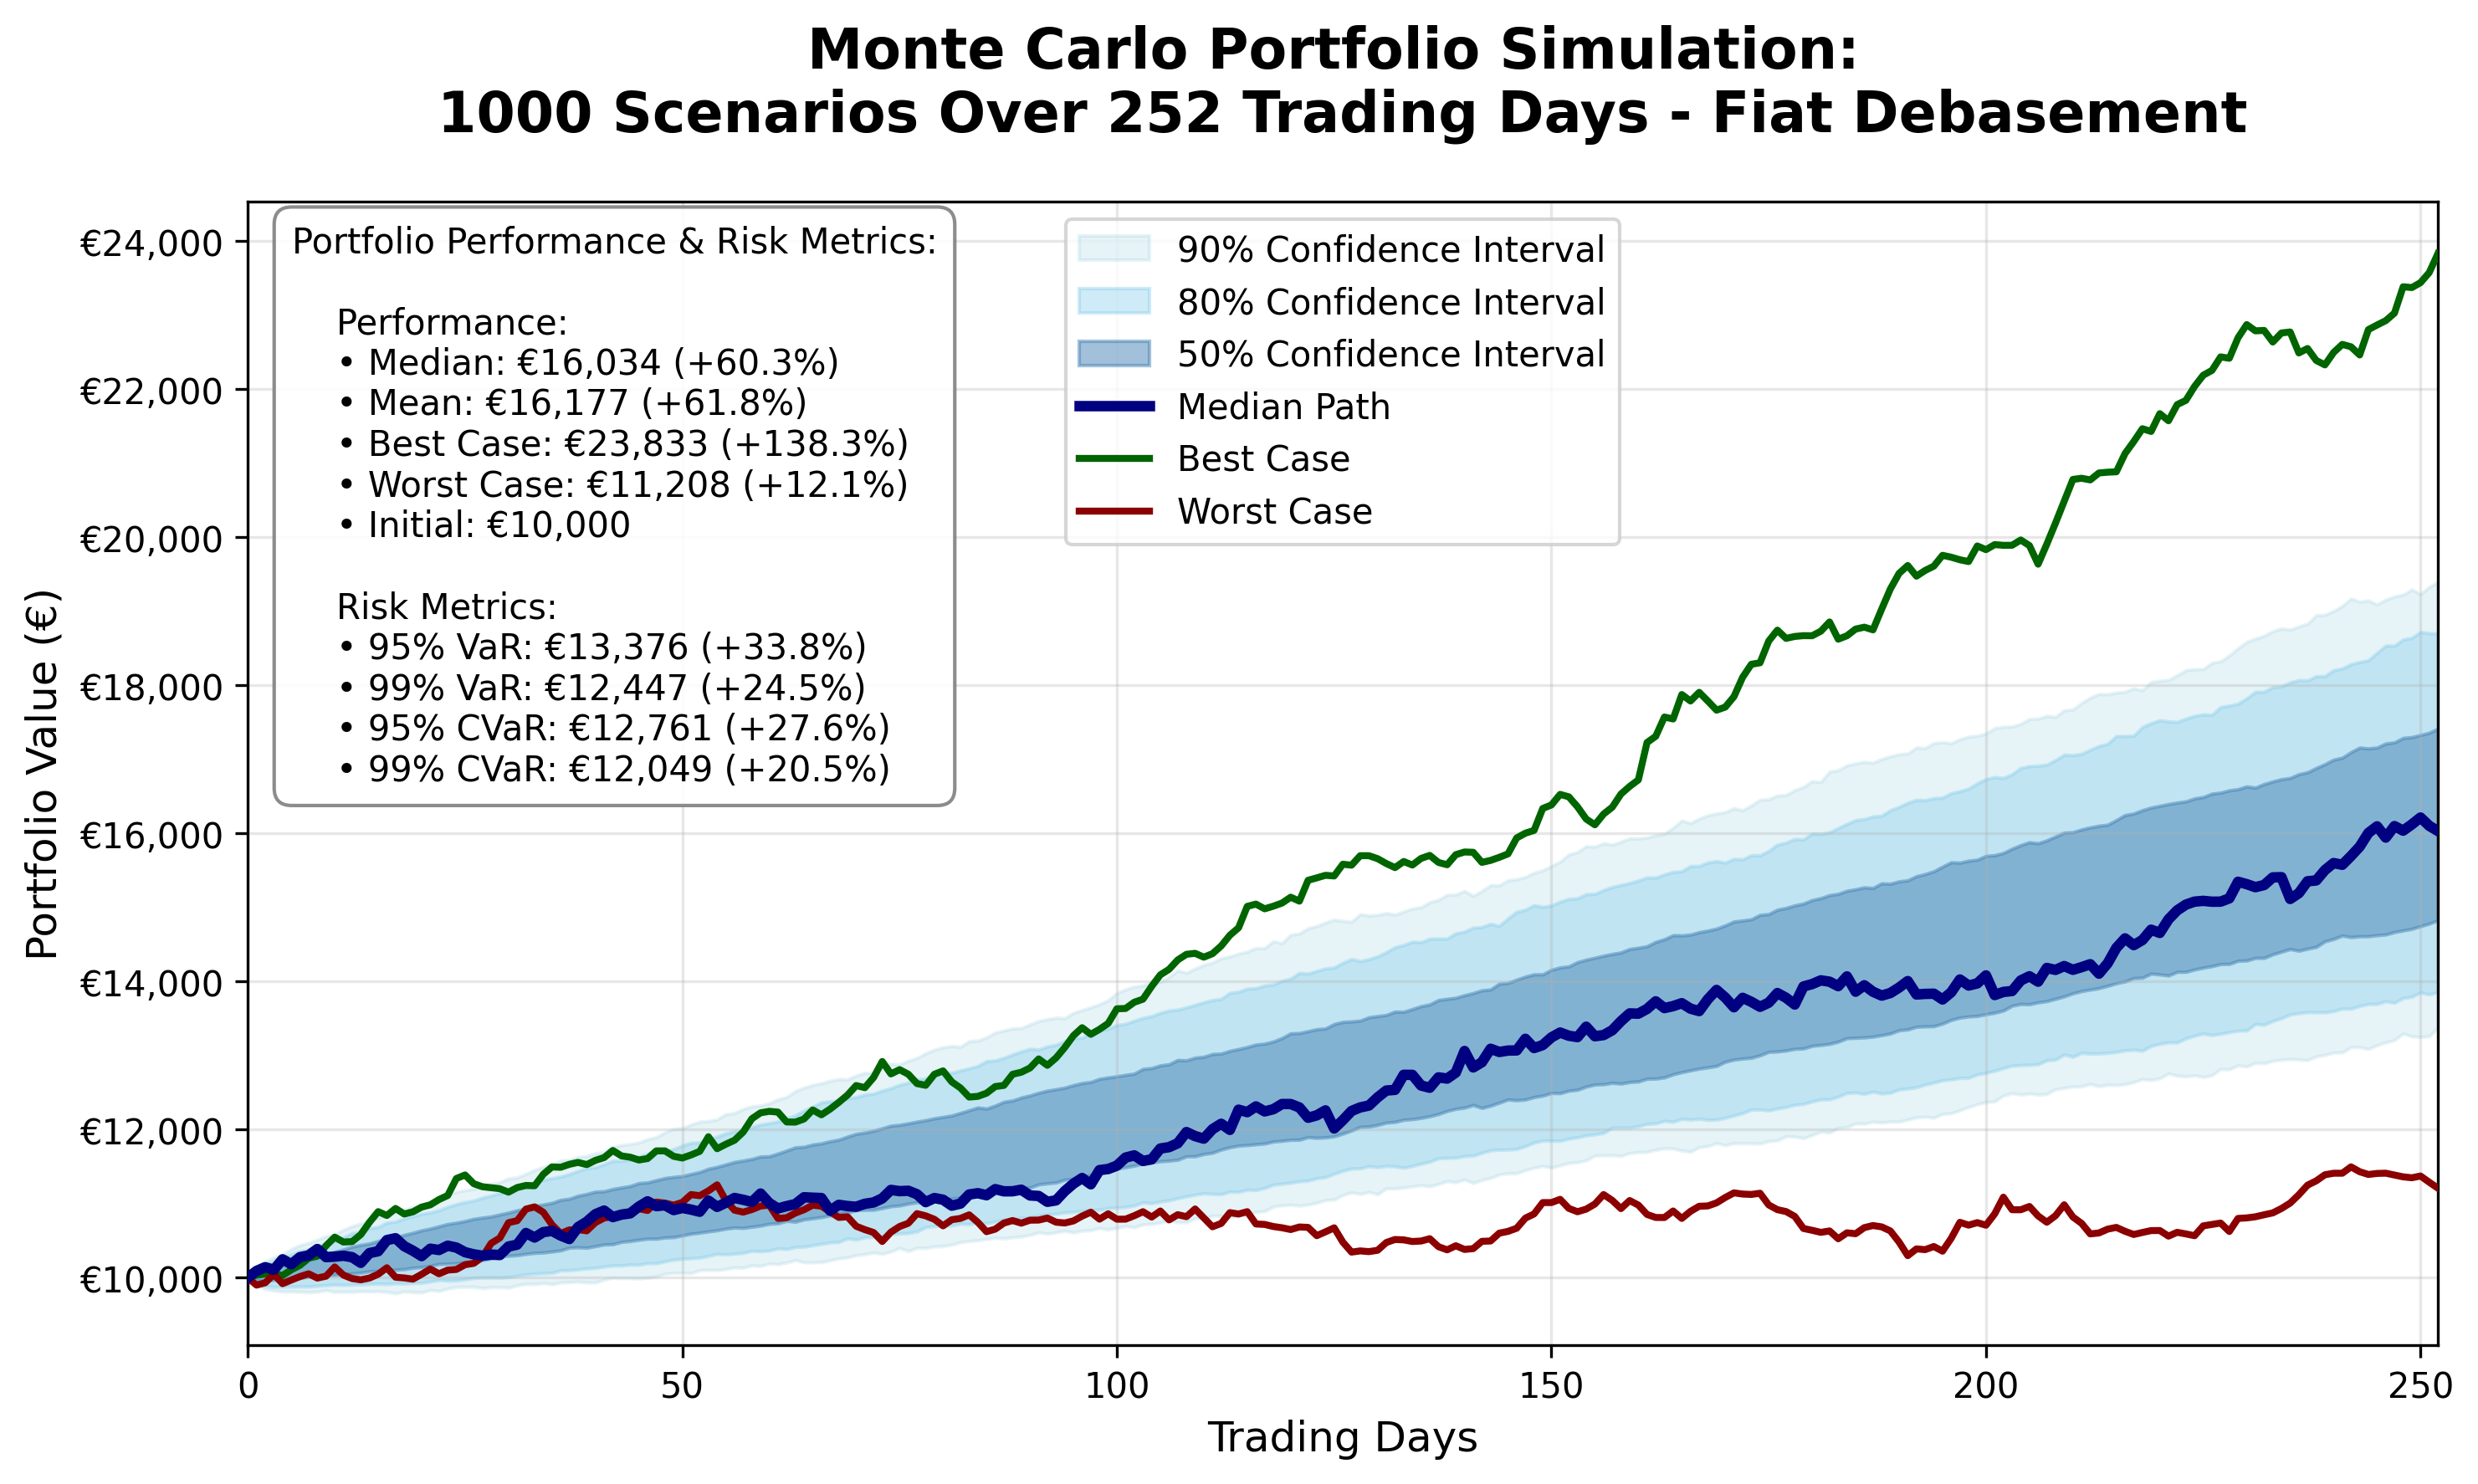 Monte Carlo Portfolio Simulation:
1000 Scenarios Over 252 Trading Days - Fiat Debasement
Portfolio Performance & Risk Metrics:
Performance:
• Median: €16,034 (+60.3%)
• Mean: €16,177 (+61.8%)
• Best Case: €23,833 (+138.3%)
• Worst Case: €11,208 (+12.1%)
• Initial: €10,000
Risk Metrics:
• 95% VaR: €13,376 (+33.8%)
• 99% VaR: €12,447 (+24.5%)
• 95% CVaR: €12,761 (+27.6%)
• 99% CVaR: €12,049 (+20.5%)
90% Confidence Interval
80% Confidence Interval
50% Confidence Interval
Median Path
Best Case
Worst Case
Portfolio Value (€)
€24,000
€22,000
€20,000
€18,000
€16,000
€14,000
€12,000
€10,000
0
50
100
150
200
250
Trading Days